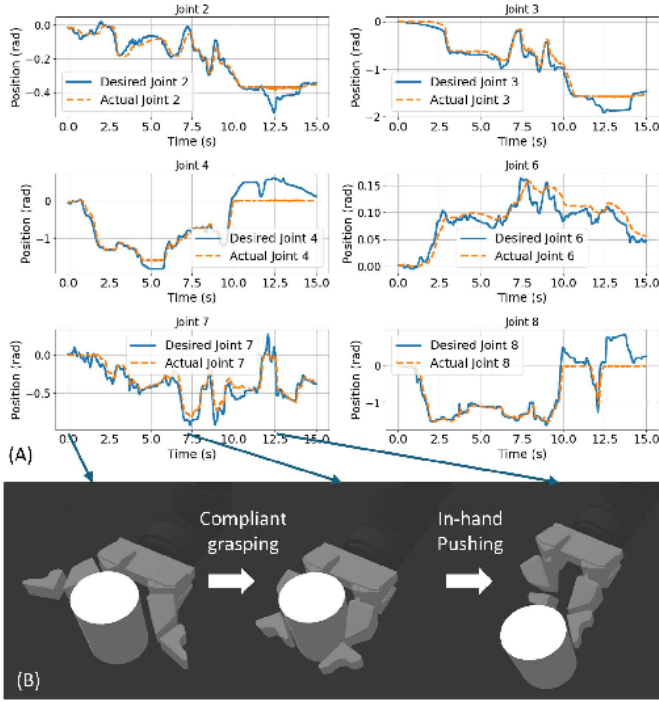 Joint 2
Position (rad)
0.0
−0.2
−0.4
Desired Joint 2
Actual Joint 2
0.0 2.5 5.0 7.5 10.0 12.5 15.0
Time (s)
Joint 3
Position (rad)
0
−1
−2
Desired Joint 3
Actual Joint 3
0.0 2.5 5.0 7.5 10.0 12.5 15.0
Time (s)
Joint 4
Position (rad)
0
−1
Desired Joint 4
Actual Joint 4
0.0 2.5 5.0 7.5 10.0 12.5 15.0
Time (s)
Joint 6
Position (rad)
0.15
0.10
0.05
0.00
Desired Joint 6
Actual Joint 6
0.0 2.5 5.0 7.5 10.0 12.5 15.0
Time (s)
Joint 7
Position (rad)
0.0
−0.5
Desired Joint 7
Actual Joint 7
0.0 2.5 5.0 7.5 10.0 12.5 15.0
Time (s)
Joint 8
Position (rad)
0
−1
Desired Joint 8
Actual Joint 8
0.0 2.5 5.0 7.5 10.0 12.5 15.0
Time (s)
(A)
Compliant
grasping
In-hand
Pushing
(B)